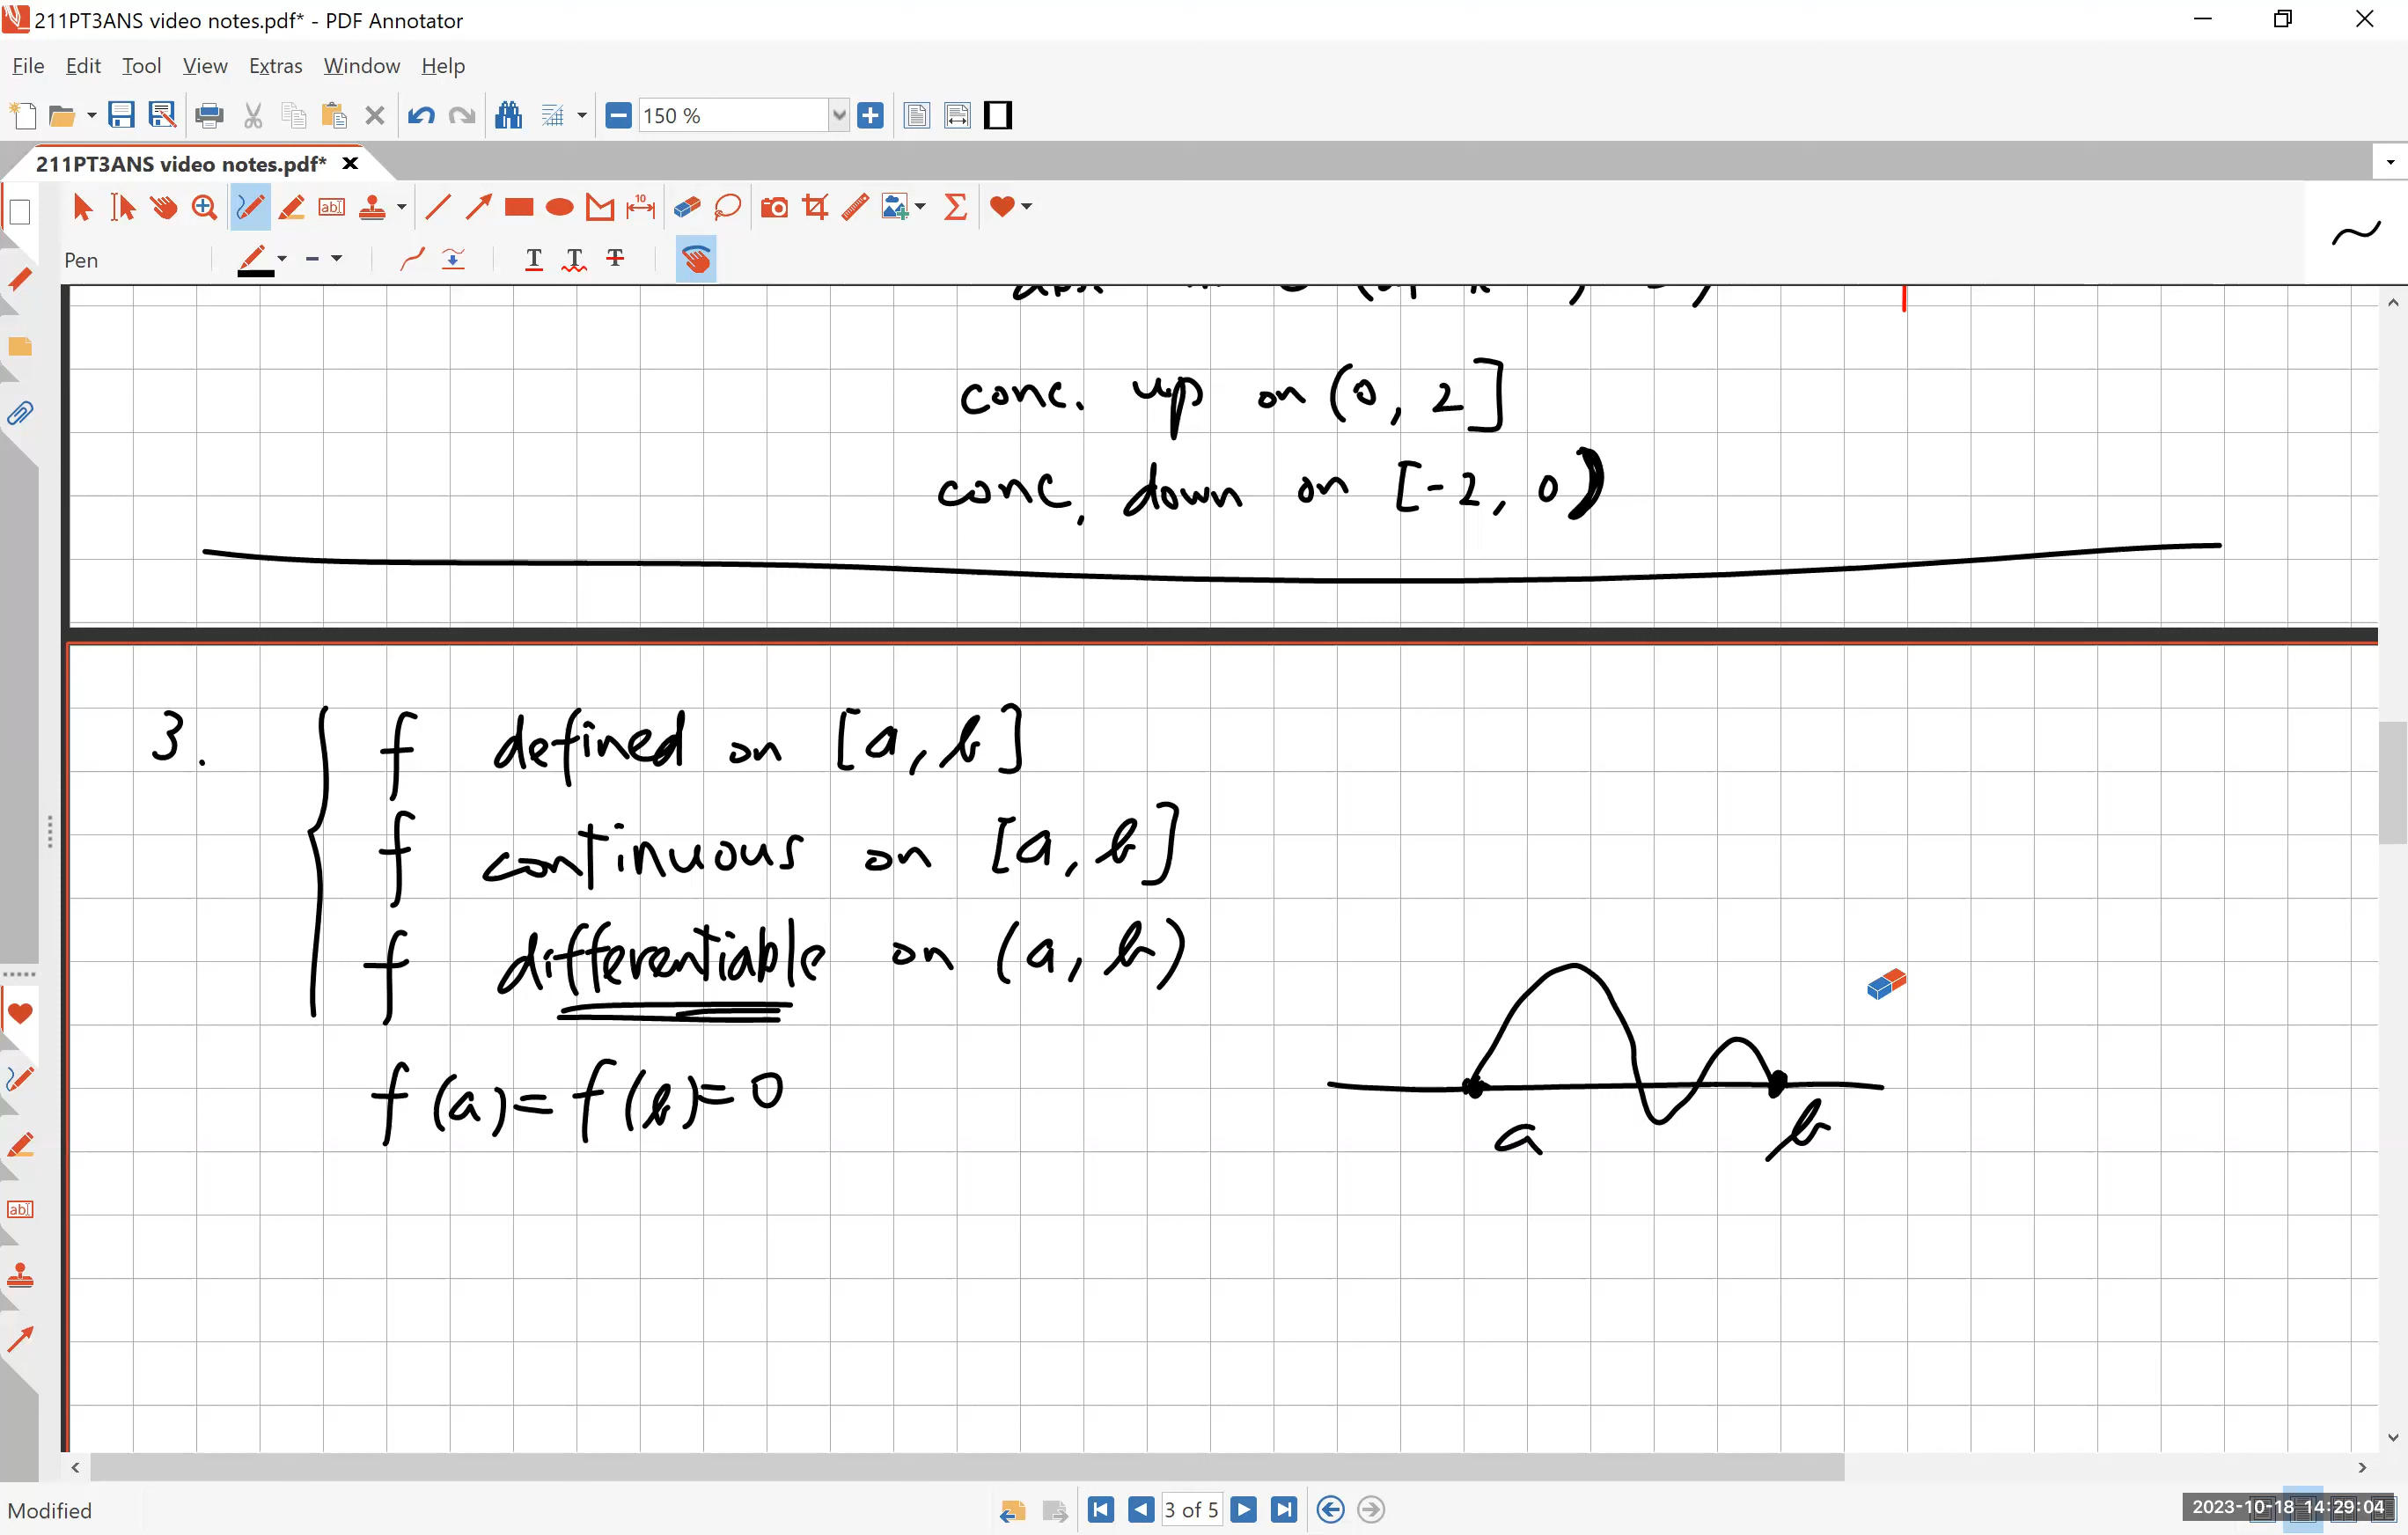 211PT3ANS video notes.pdf* - PDF Annotator
File Edit Tool View Extras Window Help
150 %
211PT3ANS video notes.pdf* x
Pen
conc. up on (0, 2]
conc. down on [-2, 0)
3. f defined on [a, b]
f continuous on [a, b]
f differentiable on (a, b)
f(a) = f(b) = 0
a b
Modified
3 of 5
2023-10-18 14:29:04